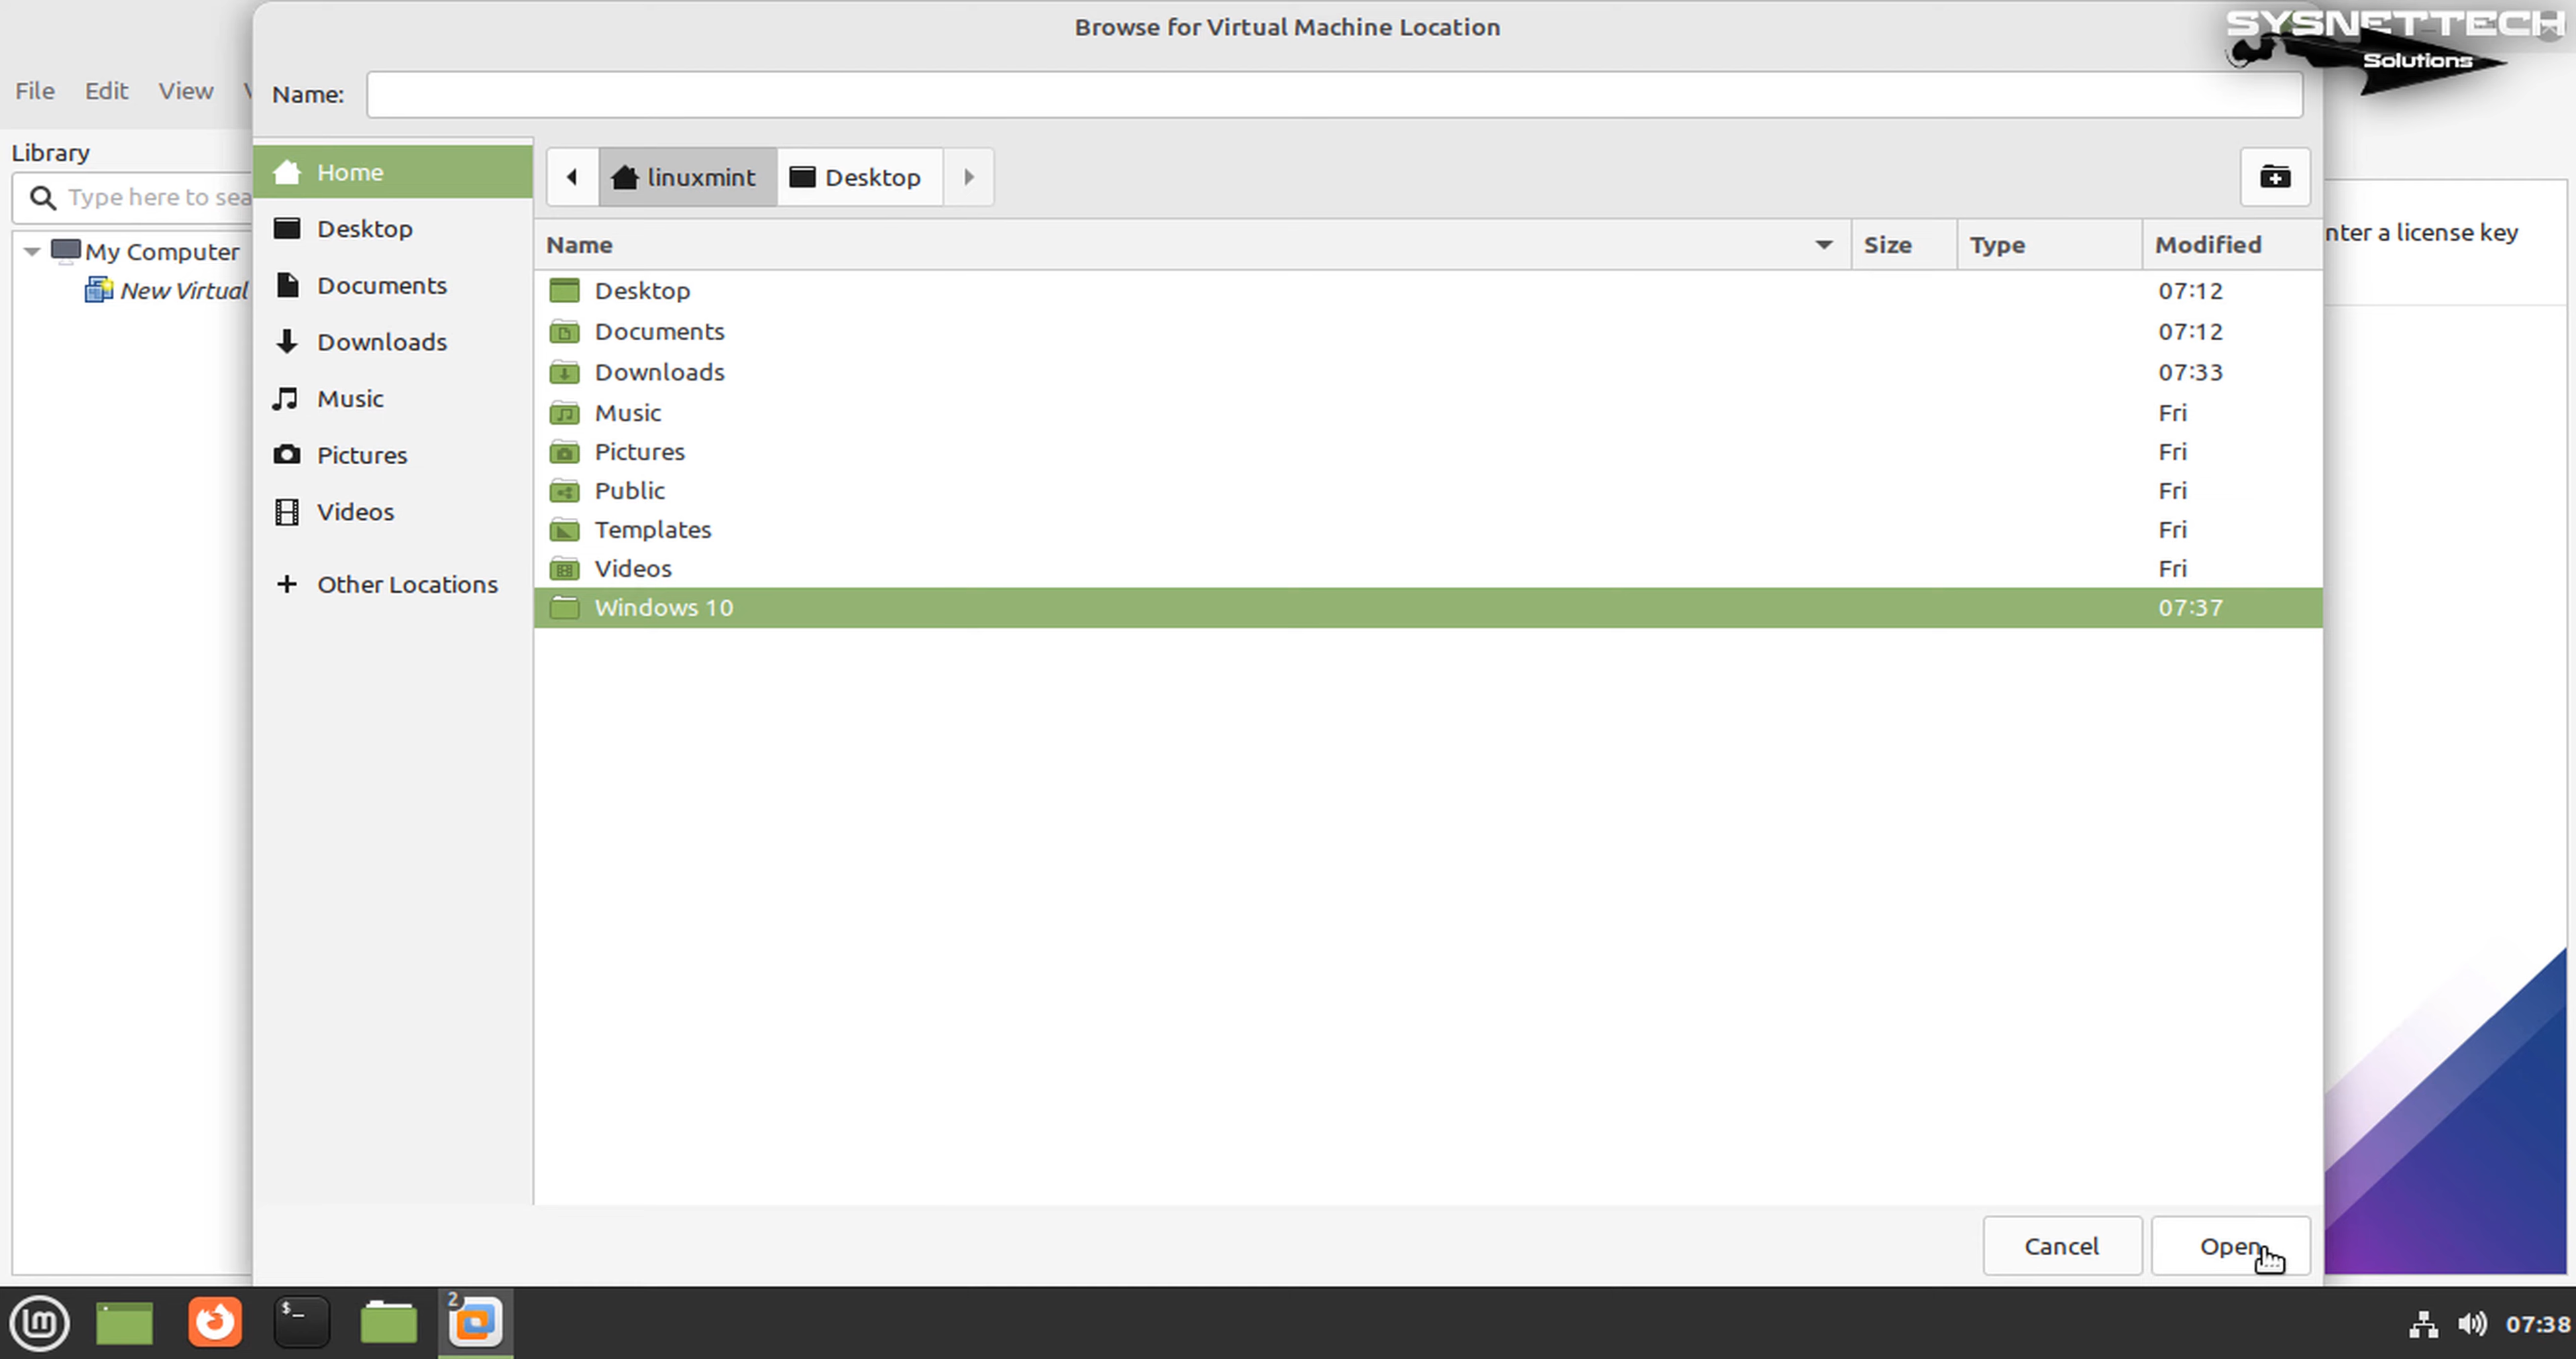 Browse for Virtual Machine Location
SYSNETTECH
Solutions
File Edit View
Name:
Library
Type here to sea
My Computer
New Virtual
Home
Desktop
Documents
Downloads
Music
Pictures
Videos
Other Locations
linuxmint Desktop
Name Size Type Modified
Desktop 07:12
Documents 07:12
Downloads 07:33
Music Fri
Pictures Fri
Public Fri
Templates Fri
Videos Fri
Windows 10 07:37
nter a license key
Cancel Open
$_
2
07:38